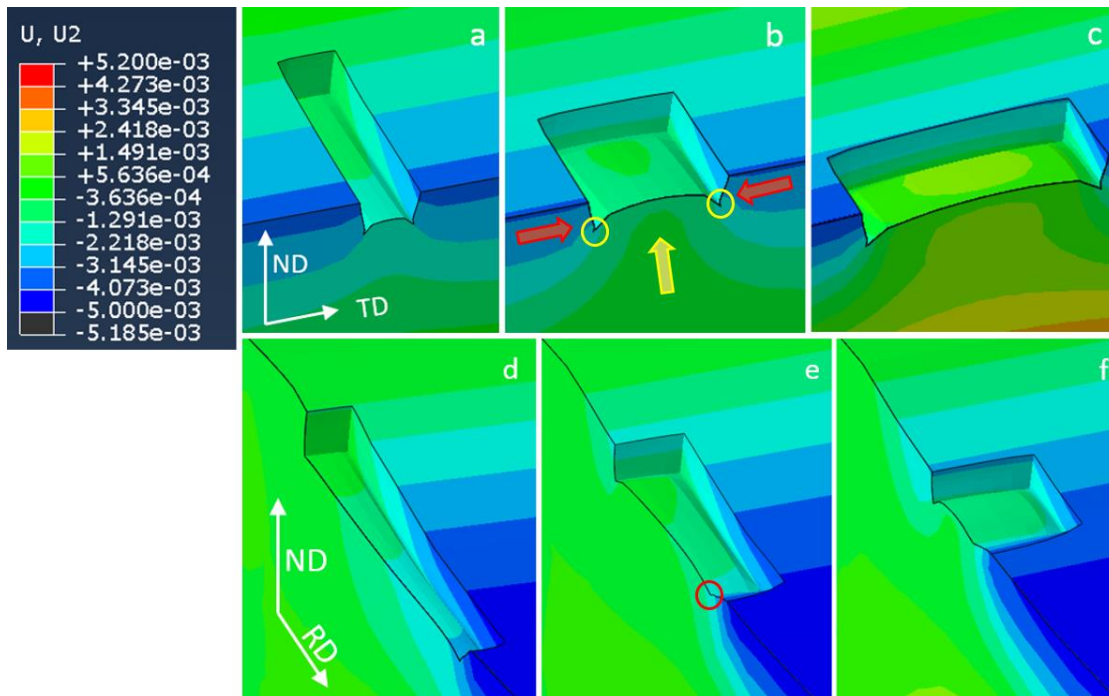 U, U2
+5.200e-03
+4.273e-03
+3.345e-03
+2.418e-03
+1.491e-03
+5.636e-04
-3.636e-04
-1.291e-03
-2.218e-03
-3.145e-03
-4.073e-03
-5.000e-03
-5.185e-03
a
ND
TD
b
c
d
ND
RD
e
f